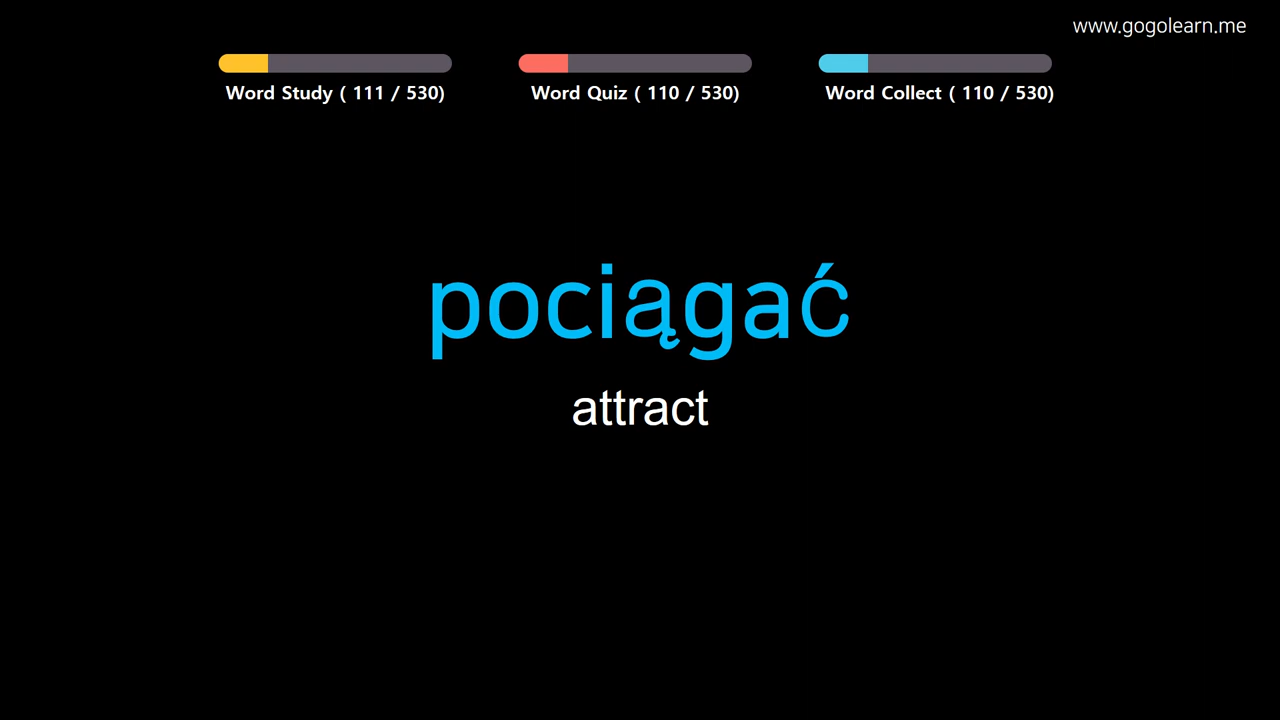 www.gogolearn.me
Word Study ( 111 / 530)
Word Quiz ( 110 / 530)
Word Collect ( 110 / 530)
pociągać
attract